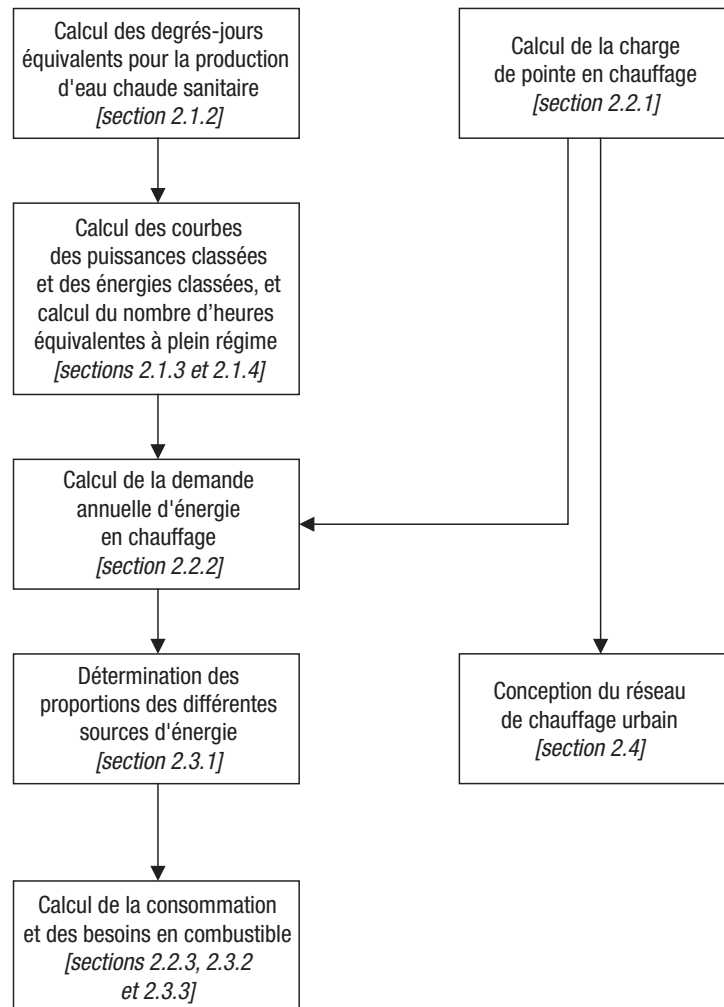 Calcul des degrés-jours
équivalents pour la production
d'eau chaude sanitaire
[section 2.1.2]
Calcul de la charge
de pointe en chauffage
[section 2.2.1]
Calcul des courbes
des puissances classées
et des énergies classées, et
calcul du nombre d’heures
équivalentes à plein régime
[sections 2.1.3 et 2.1.4]
Calcul de la demande
annuelle d'énergie
en chauffage
[section 2.2.2]
Détermination des
proportions des différentes
sources d'énergie
[section 2.3.1]
Conception du réseau
de chauffage urbain
[section 2.4]
Calcul de la consommation
et des besoins en combustible
[sections 2.2.3, 2.3.2
et 2.3.3]